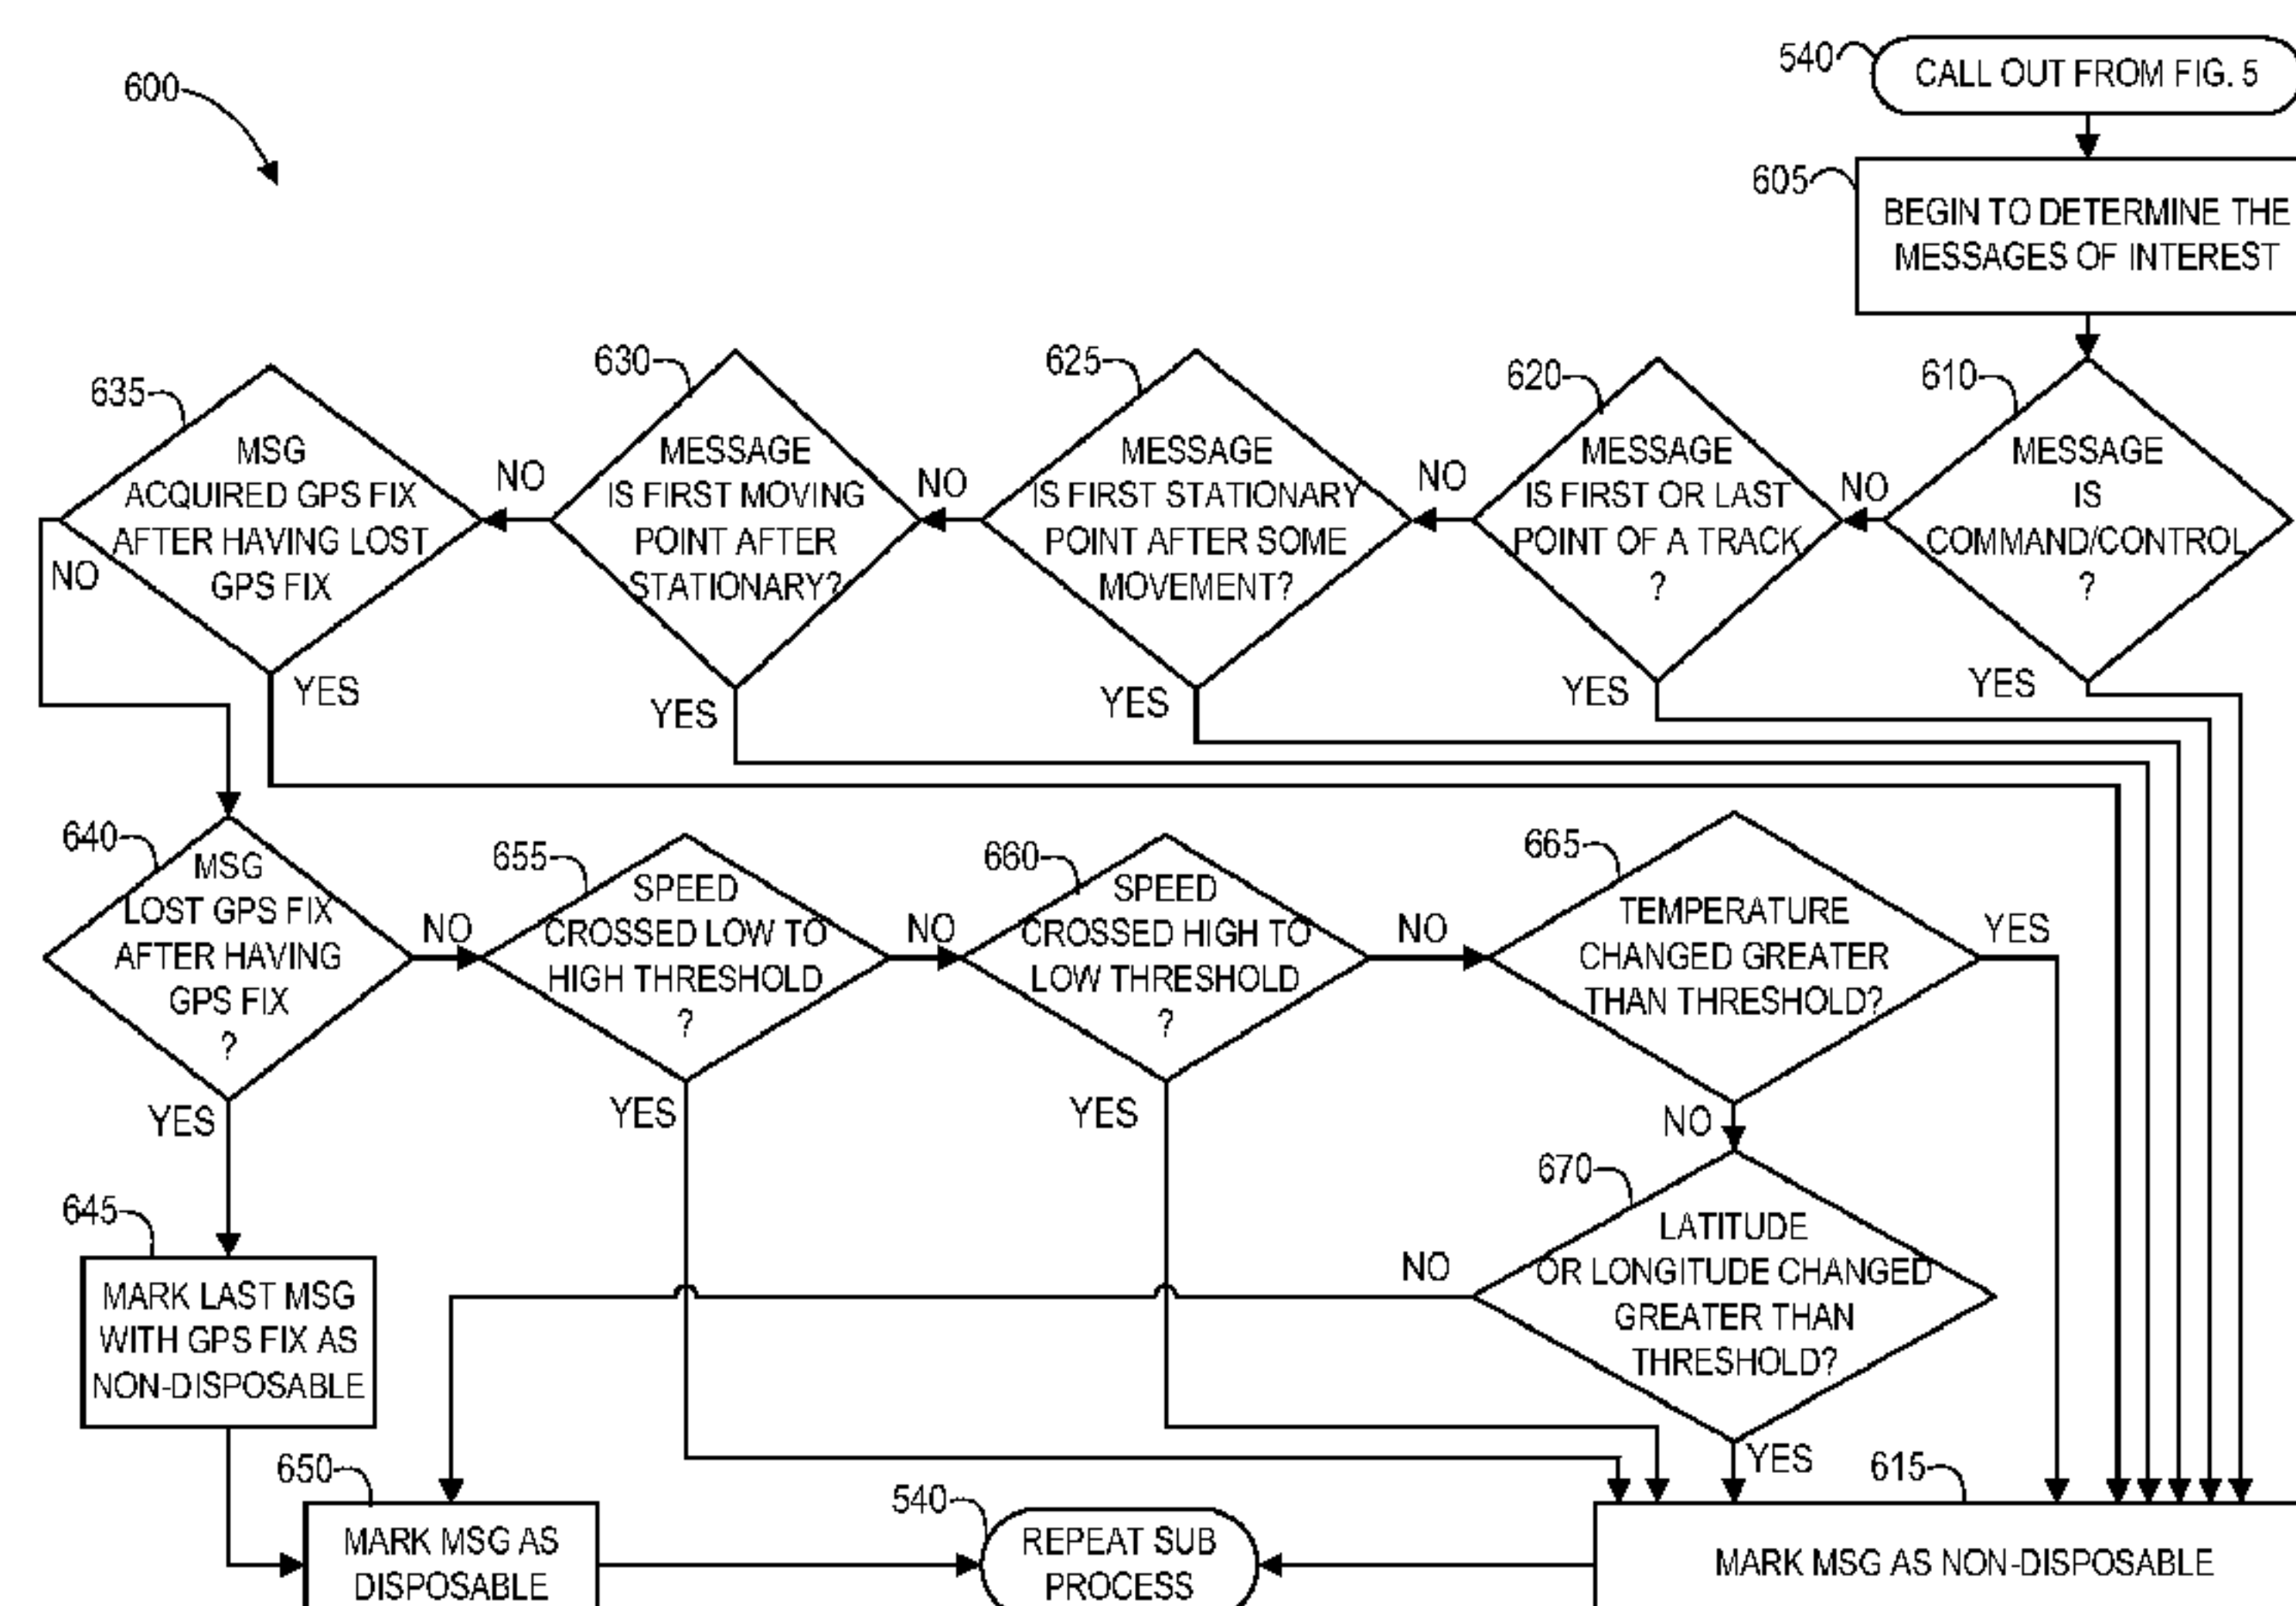 600
540
CALL OUT FROM FIG. 5
605
BEGIN TO DETERMINE THE
MESSAGES OF INTEREST
610
MESSAGE
IS
COMMAND/CONTROL
?
NO
YES
620
MESSAGE
IS FIRST OR LAST
POINT OF A TRACK
?
NO
YES
625
MESSAGE
IS FIRST STATIONARY
POINT AFTER SOME
MOVEMENT?
NO
YES
630
MESSAGE
IS FIRST MOVING
POINT AFTER
STATIONARY?
NO
YES
635
MSG
ACQUIRED GPS FIX
AFTER HAVING LOST
GPS FIX
NO
YES
640
MSG
LOST GPS FIX
AFTER HAVING
GPS FIX
?
NO
YES
655
SPEED
CROSSED LOW TO
HIGH THRESHOLD
?
NO
YES
660
SPEED
CROSSED HIGH TO
LOW THRESHOLD
?
NO
YES
665
TEMPERATURE
CHANGED GREATER
THAN THRESHOLD?
YES
NO
670
LATITUDE
OR LONGITUDE CHANGED
GREATER THAN
THRESHOLD?
NO
YES
645
MARK LAST MSG
WITH GPS FIX AS
NON-DISPOSABLE
650
MARK MSG AS
DISPOSABLE
540
REPEAT SUB
PROCESS
615
MARK MSG AS NON-DISPOSABLE